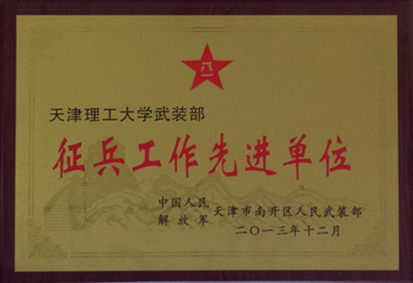 八一
天津理工大学武装部
征兵工作先进单位
中国人民
解放军 天津市南开区人民武装部
二〇一三年十二月